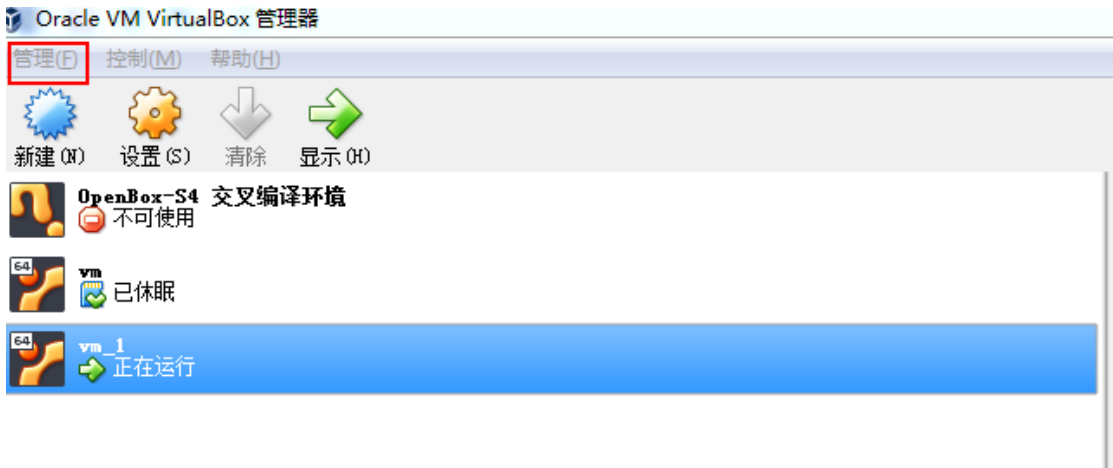 Oracle VM VirtualBox 管理器
管理(F) 控制(M) 帮助(H)
新建(N) 设置(S) 清除 显示(H)
OpenBox-S4 交叉编译环境
不可使用
64
vm
已休眠
64
vm_1
正在运行